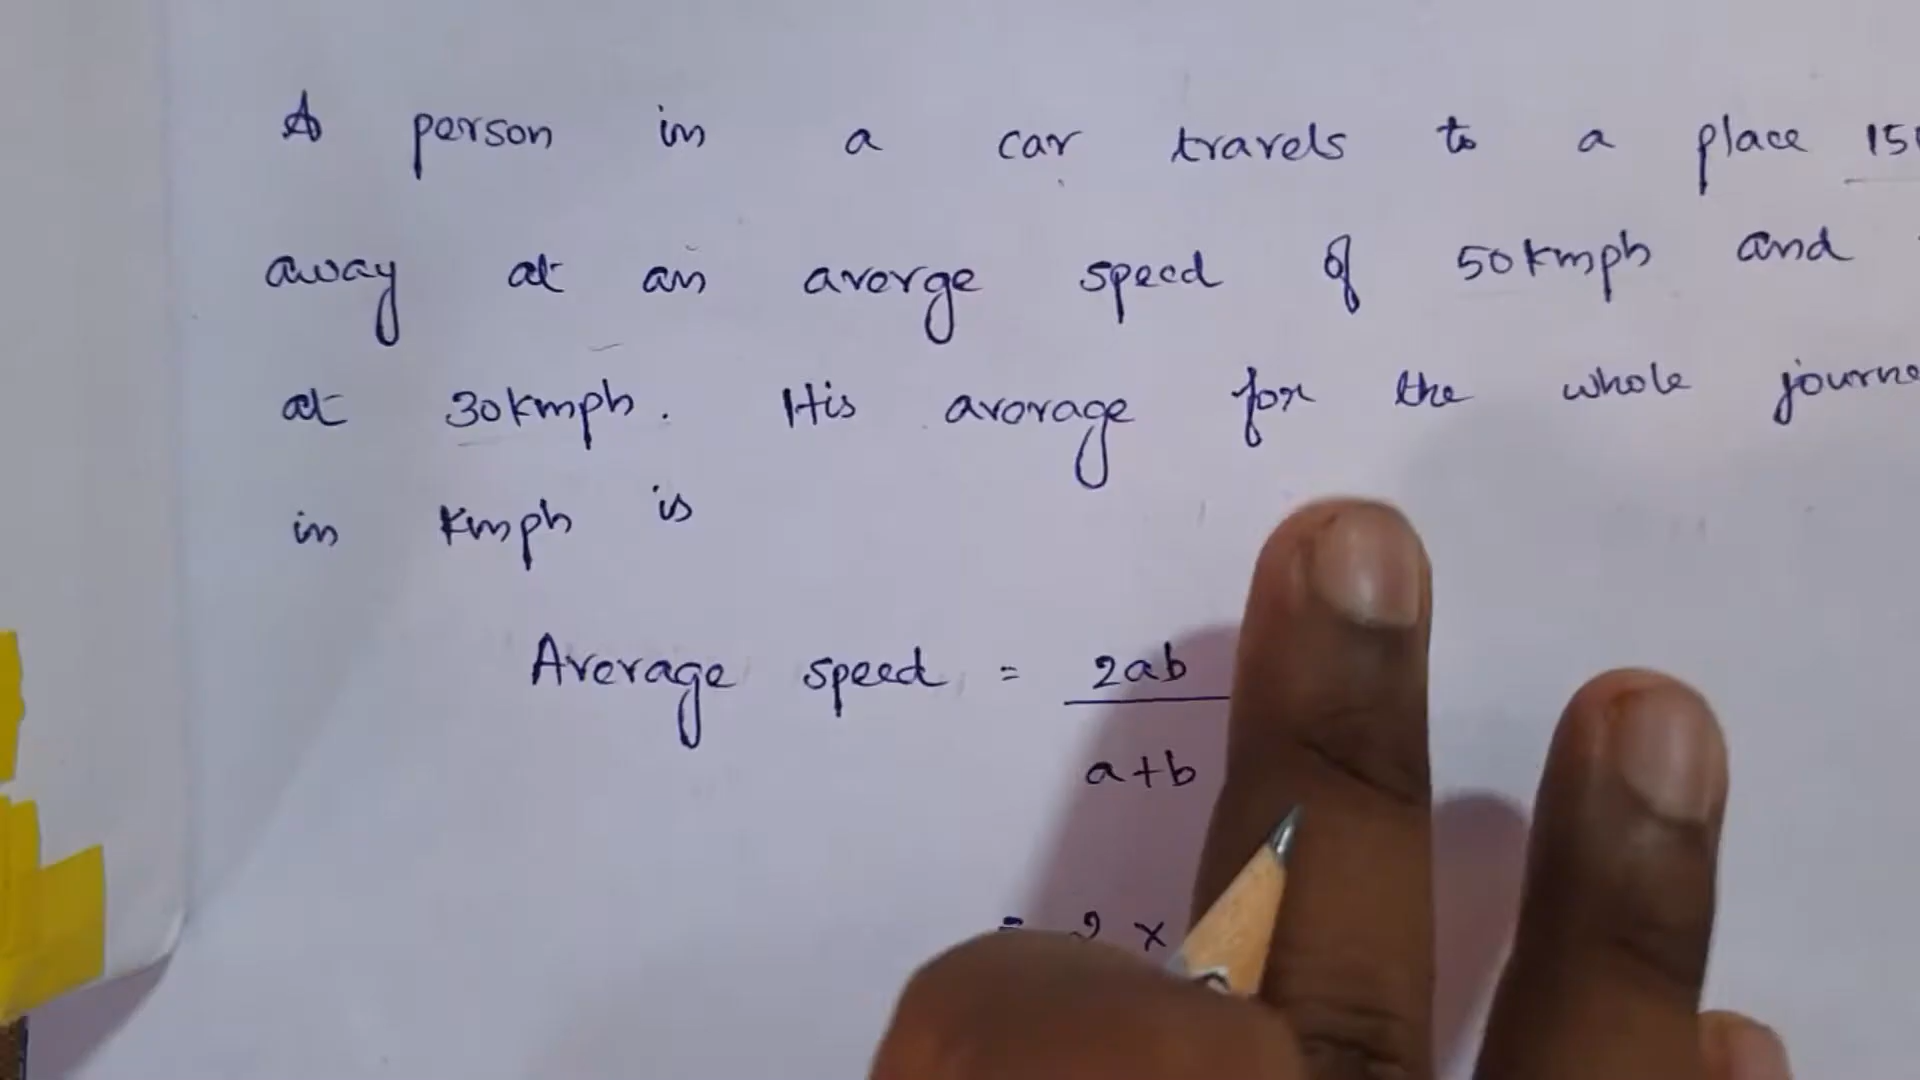 A person in a car travels to a place 15
away at an averge speed of 50kmph and
at 30kmph. His average for the whole journe
in kmph is
Average speed = 2ab
a+b
= 2 ×